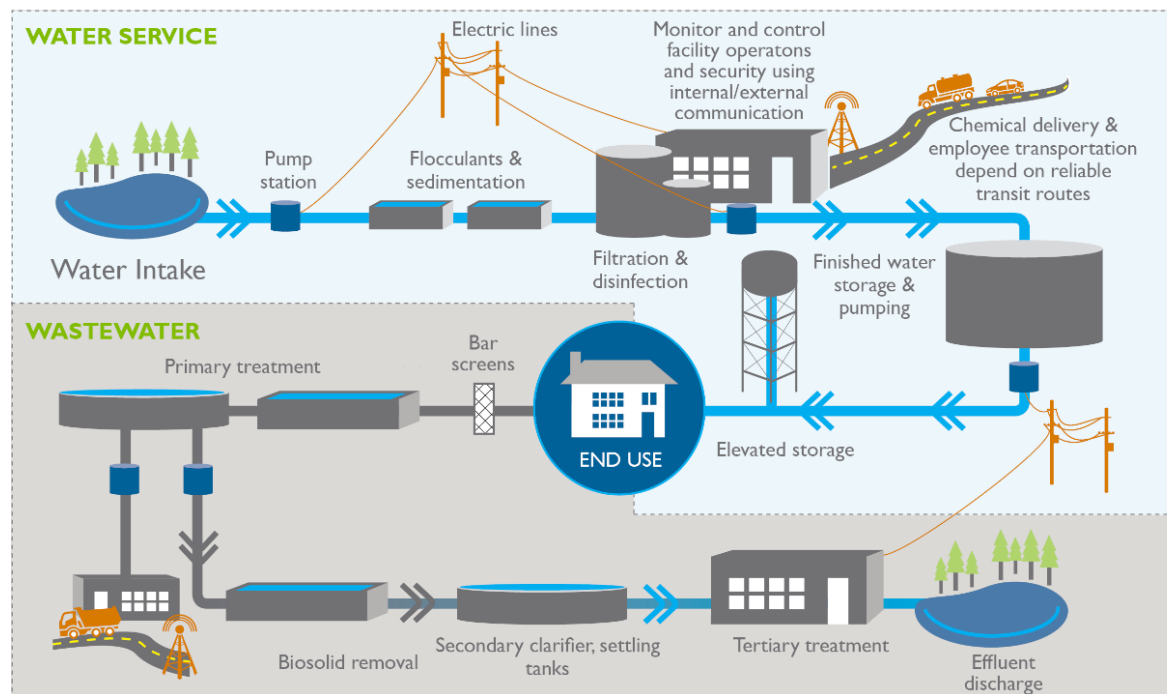 WATER SERVICE
Electric lines
Monitor and control
facility operatons
and security using
internal/external
communication
Chemical delivery &
employee transportation
depend on reliable
transit routes
Pump
station
Flocculants &
sedimentation
Water Intake
Filtration &
disinfection
Finished water
storage &
pumping
WASTEWATER
Primary treatment
Bar
screens
END USE
Elevated storage
Biosolid removal
Secondary clarifier, settling
tanks
Tertiary treatment
Effluent
discharge